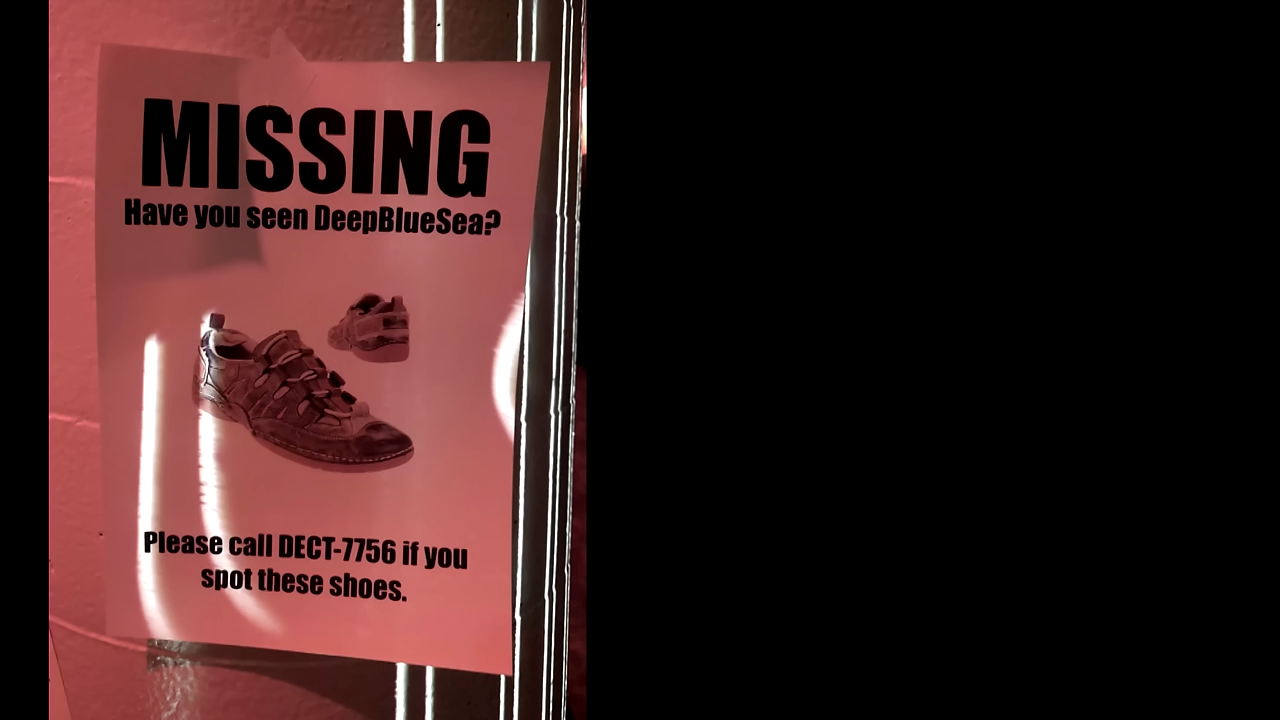 MISSING
Have you seen DeepBlueSea?
Please call DECT-7756 if you
spot these shoes.